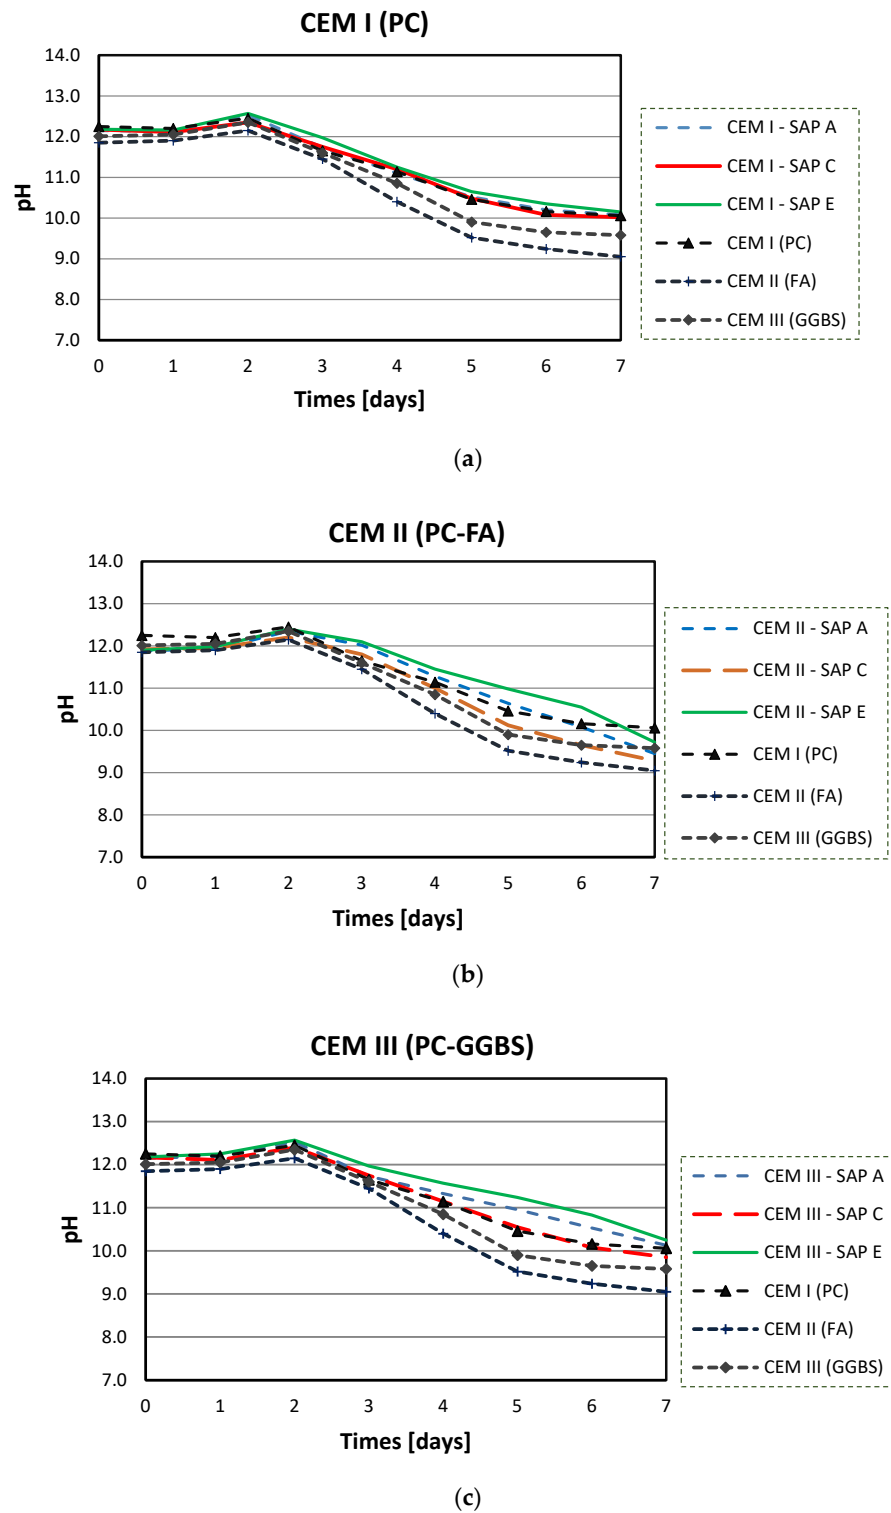 CEM I (PC)
14.0
13.0
12.0
11.0
10.0
9.0
8.0
7.0
pH
0 1 2 3 4 5 6 7
Times [days]
CEM I - SAP A
CEM I - SAP C
CEM I - SAP E
CEM I (PC)
CEM II (FA)
CEM III (GGBS)
(a)
CEM II (PC-FA)
14.0
13.0
12.0
11.0
10.0
9.0
8.0
7.0
pH
0 1 2 3 4 5 6 7
Times [days]
CEM II - SAP A
CEM II - SAP C
CEM II - SAP E
CEM I (PC)
CEM II (FA)
CEM III (GGBS)
(b)
CEM III (PC-GGBS)
14.0
13.0
12.0
11.0
10.0
9.0
8.0
7.0
pH
0 1 2 3 4 5 6 7
Times [days]
CEM III - SAP A
CEM III - SAP C
CEM III - SAP E
CEM I (PC)
CEM II (FA)
CEM III (GGBS)
(c)